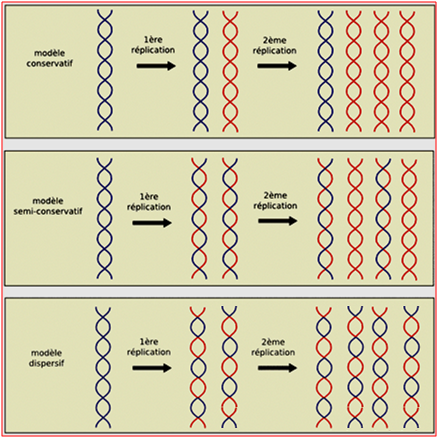 modèle
conservatif
1ère
réplication
2ème
réplication
modèle
semi-conservatif
1ère
réplication
2ème
réplication
modèle
dispersif
1ère
réplication
2ème
réplication